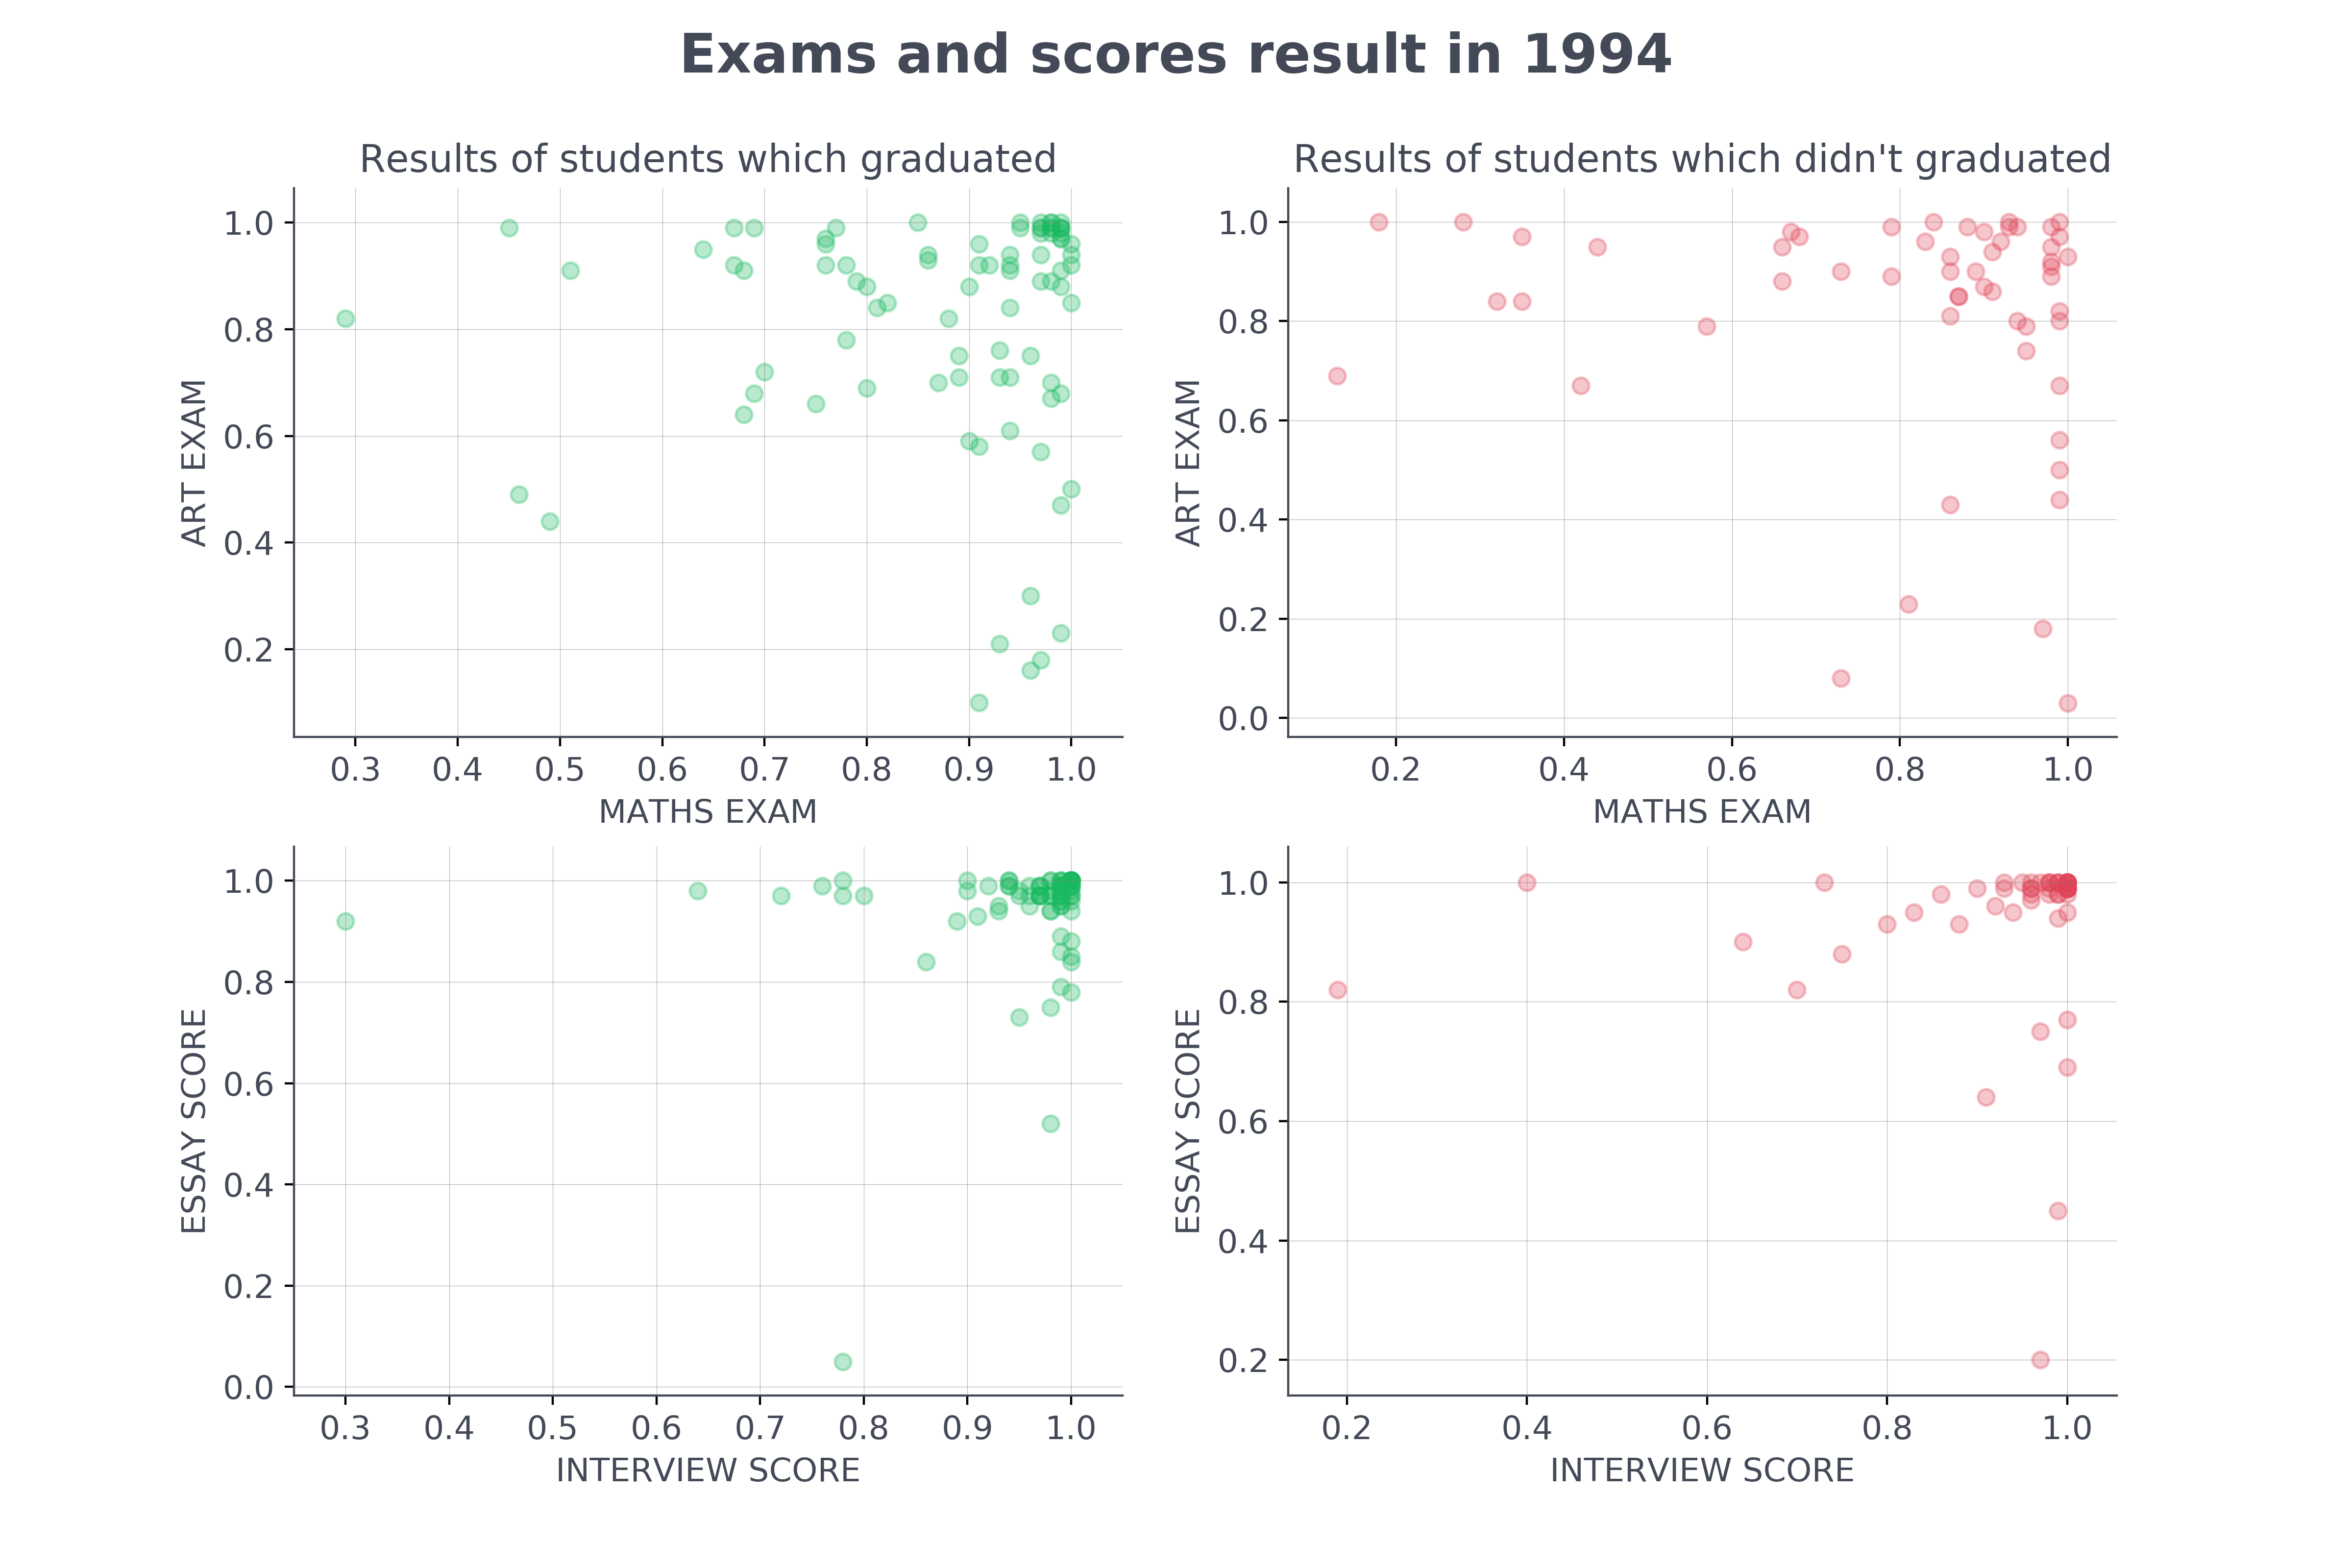 Exams and scores result in 1994
Results of students which graduated
1.0
0.8
0.6
0.4
0.2
ART EXAM
0.3 0.4 0.5 0.6 0.7 0.8 0.9 1.0
MATHS EXAM
Results of students which didn't graduated
1.0
0.8
0.6
0.4
0.2
0.0
ART EXAM
0.2 0.4 0.6 0.8 1.0
MATHS EXAM
1.0
0.8
0.6
0.4
0.2
0.0
ESSAY SCORE
0.3 0.4 0.5 0.6 0.7 0.8 0.9 1.0
INTERVIEW SCORE
1.0
0.8
0.6
0.4
0.2
ESSAY SCORE
0.2 0.4 0.6 0.8 1.0
INTERVIEW SCORE